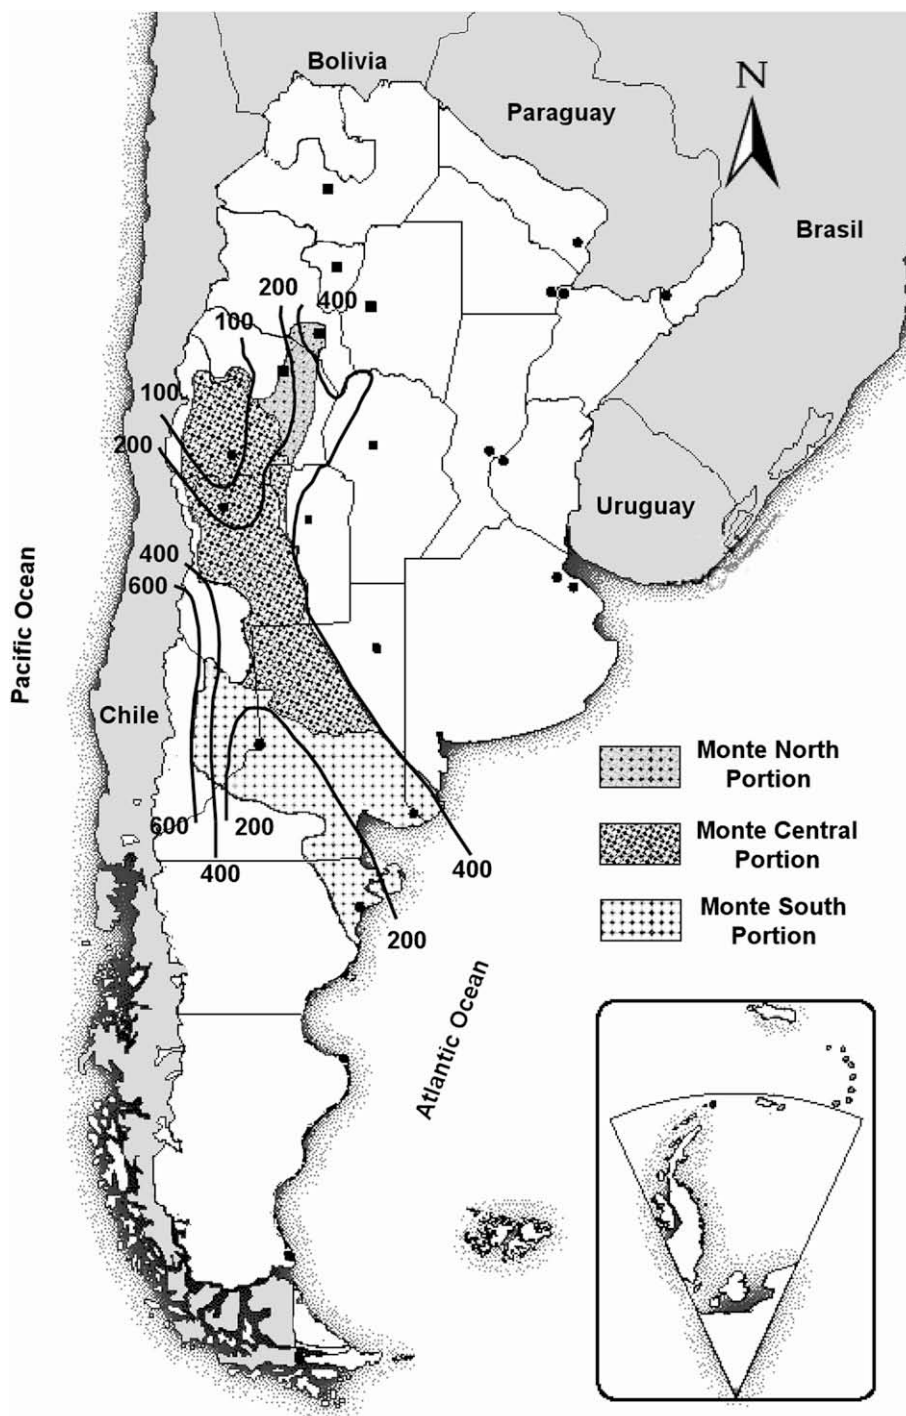 Bolivia
N
Paraguay
Brasil
200
400
100
100
200
Uruguay
400
600
Pacific Ocean
Chile
Monte North
Portion
600
200
Monte Central
Portion
400
400
Monte South
Portion
200
Atlantic Ocean